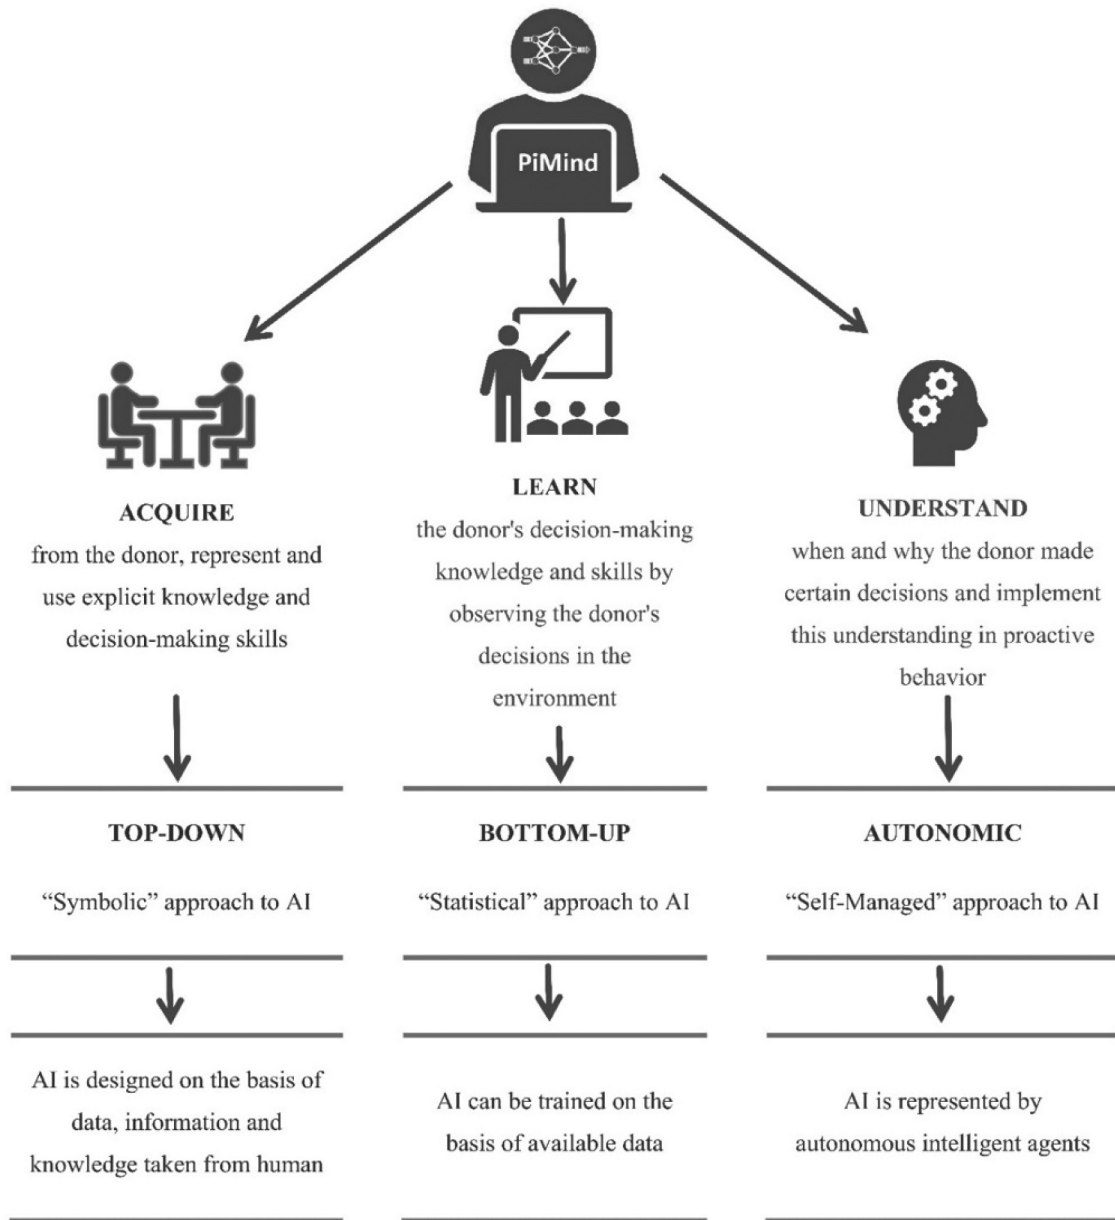 PiMind
ACQUIRE
from the donor, represent and
use explicit knowledge and
decision-making skills
LEARN
the donor's decision-making
knowledge and skills by
observing the donor's
decisions in the
environment
UNDERSTAND
when and why the donor made
certain decisions and implement
this understanding in proactive
behavior
TOP-DOWN
“Symbolic” approach to AI
BOTTOM-UP
“Statistical” approach to AI
AUTONOMIC
“Self-Managed” approach to AI
AI is designed on the basis of
data, information and
knowledge taken from human
AI can be trained on the
basis of available data
AI is represented by
autonomous intelligent agents